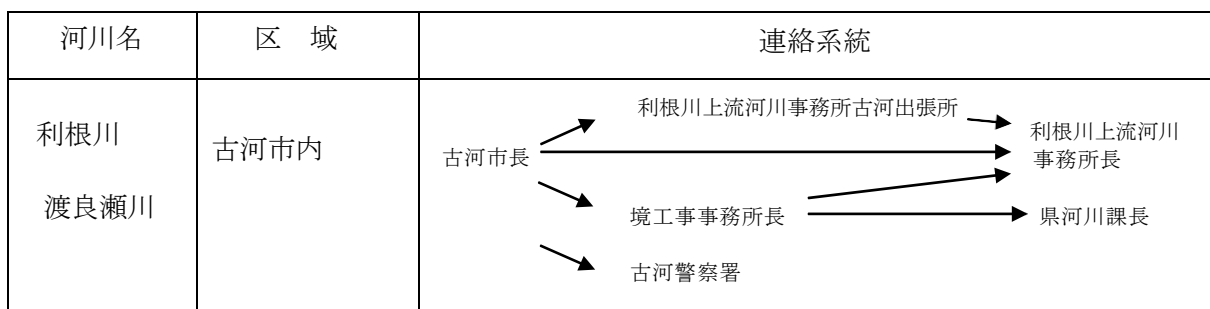 河川名
区　域
連絡系統
利根川
渡良瀬川
古河市内
古河市長
利根川上流河川事務所古河出張所
利根川上流河川
事務所長
境工事事務所長
県河川課長
古河警察署